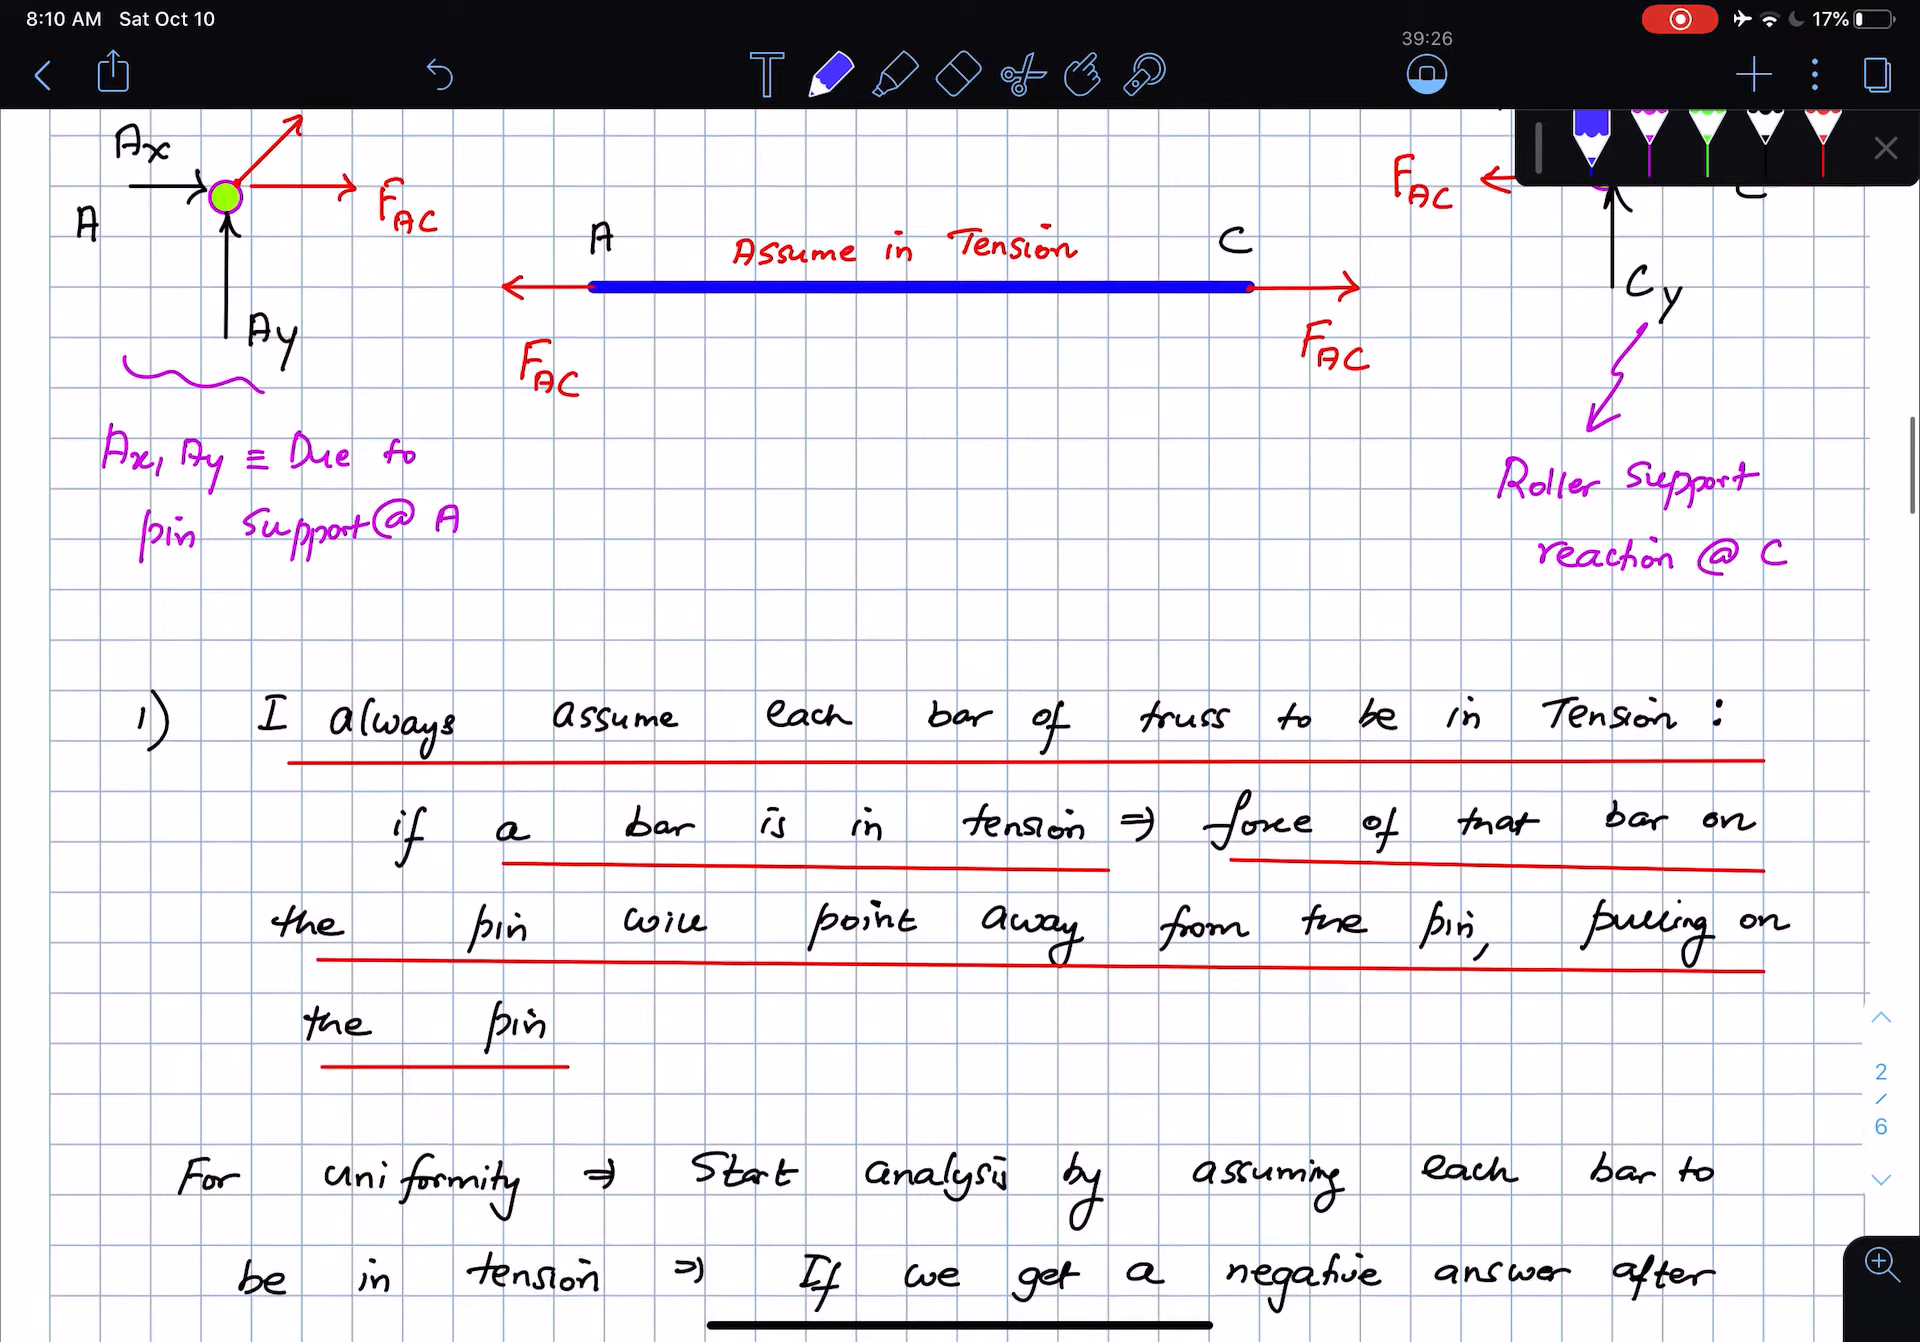 8:10 AM Sat Oct 10
17%
39:26
T
Ax
A
FAC
Ay
A
Assume in Tension
C
FAC
FAC
FAC
Cy
Ax, Ay ≡ Due to
pin support @ A
Roller support
reaction @ C
1) I always assume each bar of truss to be in Tension :
if a bar is in tension ⇒ force of that bar on
the pin will point away from the pin, pulling on
the pin
For uniformity ⇒ Start analysis by assuming each bar to
be in tension ⇒ If we get a negative answer after
2
/
6